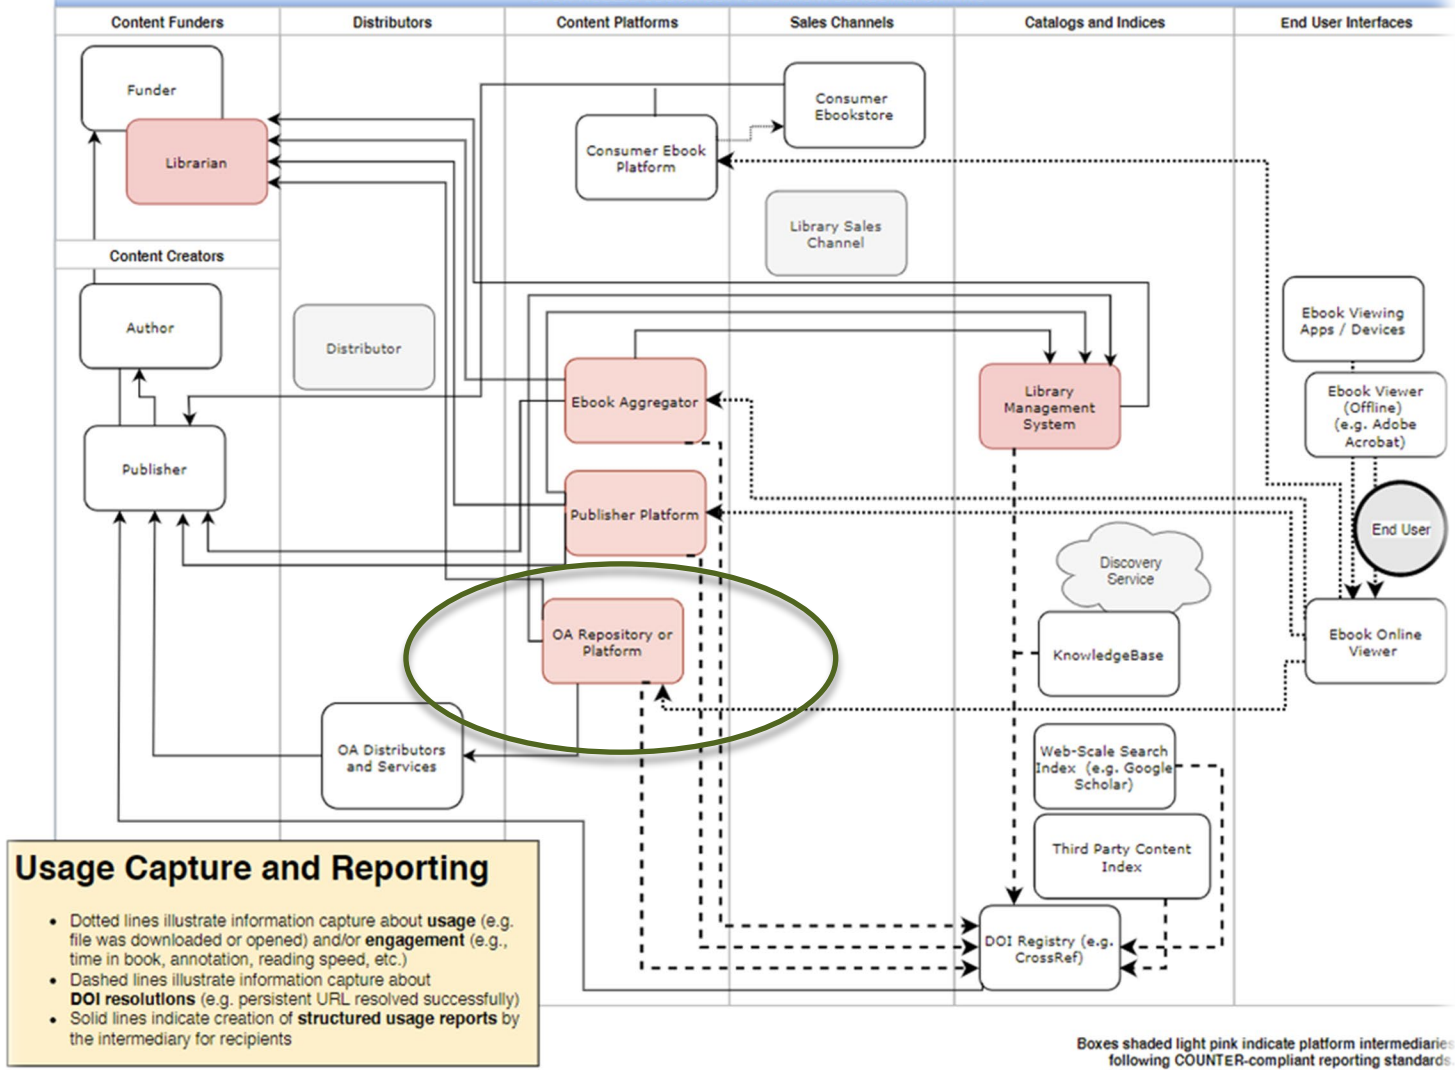 Content Funders
Distributors
Content Platforms
Sales Channels
Catalogs and Indices
End User Interfaces
Funder
Librarian
Consumer
Ebookstore
Consumer Ebook
Platform
Library Sales
Channel
Content Creators
Author
Distributor
Publisher
Ebook Aggregator
Publisher Platform
OA Repository or
Platform
OA Distributors
and Services
Library
Management
System
Ebook Viewing
Apps / Devices
Ebook Viewer
(Offline)
(e.g. Adobe
Acrobat)
End User
Discovery
Service
KnowledgeBase
Ebook Online
Viewer
Web-Scale Search
Index (e.g. Google
Scholar)
Third Party Content
Index
DOI Registry (e.g.
CrossRef)
Usage Capture and Reporting
• Dotted lines illustrate information capture about usage (e.g.
file was downloaded or opened) and/or engagement (e.g.,
time in book, annotation, reading speed, etc.)
• Dashed lines illustrate information capture about
DOI resolutions (e.g. persistent URL resolved successfully)
• Solid lines indicate creation of structured usage reports by
the intermediary for recipients
Boxes shaded light pink indicate platform intermediaries
following COUNTER-compliant reporting standards.